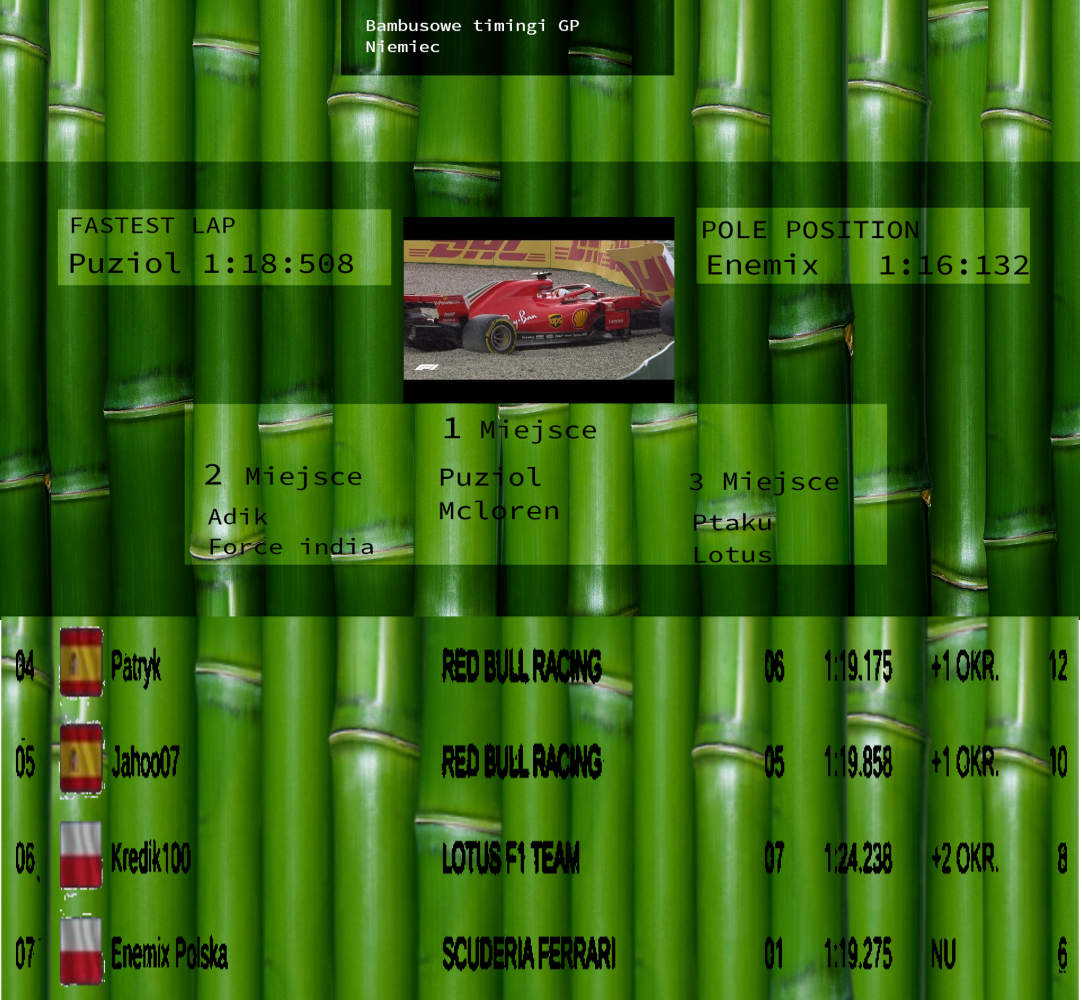 Bambusowe timingi GP
Niemiec
FASTEST LAP
Puziol 1:18:508
POLE POSITION
Enemix 1:16:132
DHL
Ray-Ban
ups
1 Miejsce
Puziol
Mcloren
2 Miejsce
Adik
Force india
3 Miejsce
Ptaku
Lotus
04 Patryk RED BULL RACING 06 1:19.175 +1 OKR. 12
05 Jahoo07 RED BULL RACING 05 1:19.858 +1 OKR. 10
06 Kredik100 LOTUS F1 TEAM 07 1:24.238 +2 OKR. 8
07 Enemix Polska SCUDERIA FERRARI 01 1:19.275 NU 6